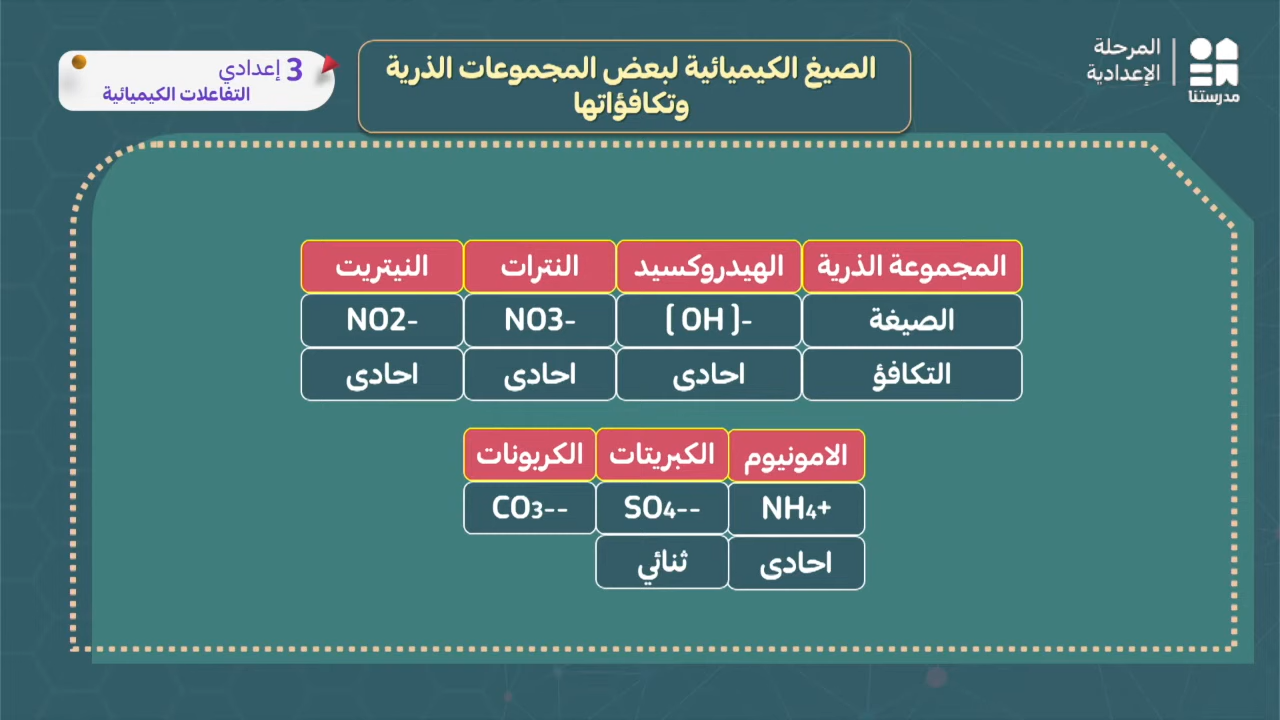 المرحلة
الإعدادية
مدرستنا
الصيغ الكيميائية لبعض المجموعات الذرية
وتكافؤاتها
3 إعدادي
التفاعلات الكيميائية
المجموعة الذرية الهيدروكسيد النترات النيتريت
الصيغة [ OH ]- NO3- NO2-
التكافؤ احادى احادى احادى
الامونيوم الكبريتات الكربونات
NH4+ SO4-- CO3--
احادى ثنائي